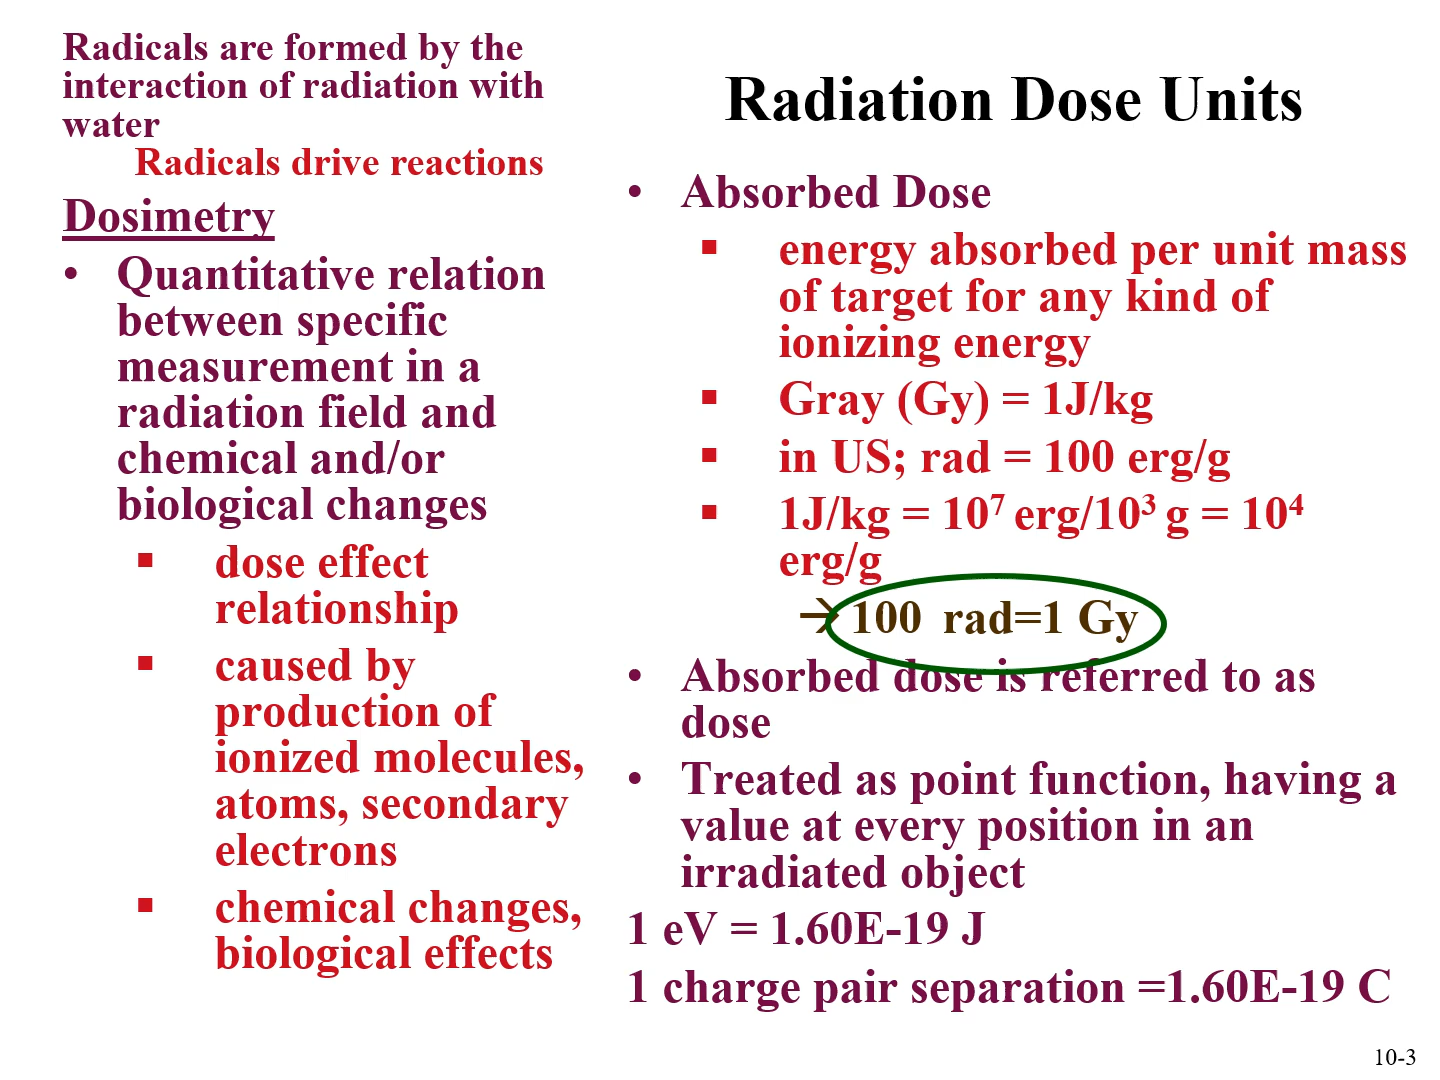 Radicals are formed by the
interaction of radiation with
water
Radicals drive reactions
Dosimetry
• Quantitative relation
between specific
measurement in a
radiation field and
chemical and/or
biological changes
▪ dose effect
relationship
▪ caused by
production of
ionized molecules,
atoms, secondary
electrons
▪ chemical changes,
biological effects
Radiation Dose Units
• Absorbed Dose
▪ energy absorbed per unit mass
of target for any kind of
ionizing energy
▪ Gray (Gy) = 1J/kg
▪ in US; rad = 100 erg/g
▪ 1J/kg = 10⁷ erg/10³ g = 10⁴
erg/g
→ 100 rad=1 Gy
• Absorbed dose is referred to as
dose
• Treated as point function, having a
value at every position in an
irradiated object
1 eV = 1.60E-19 J
1 charge pair separation =1.60E-19 C
10-3